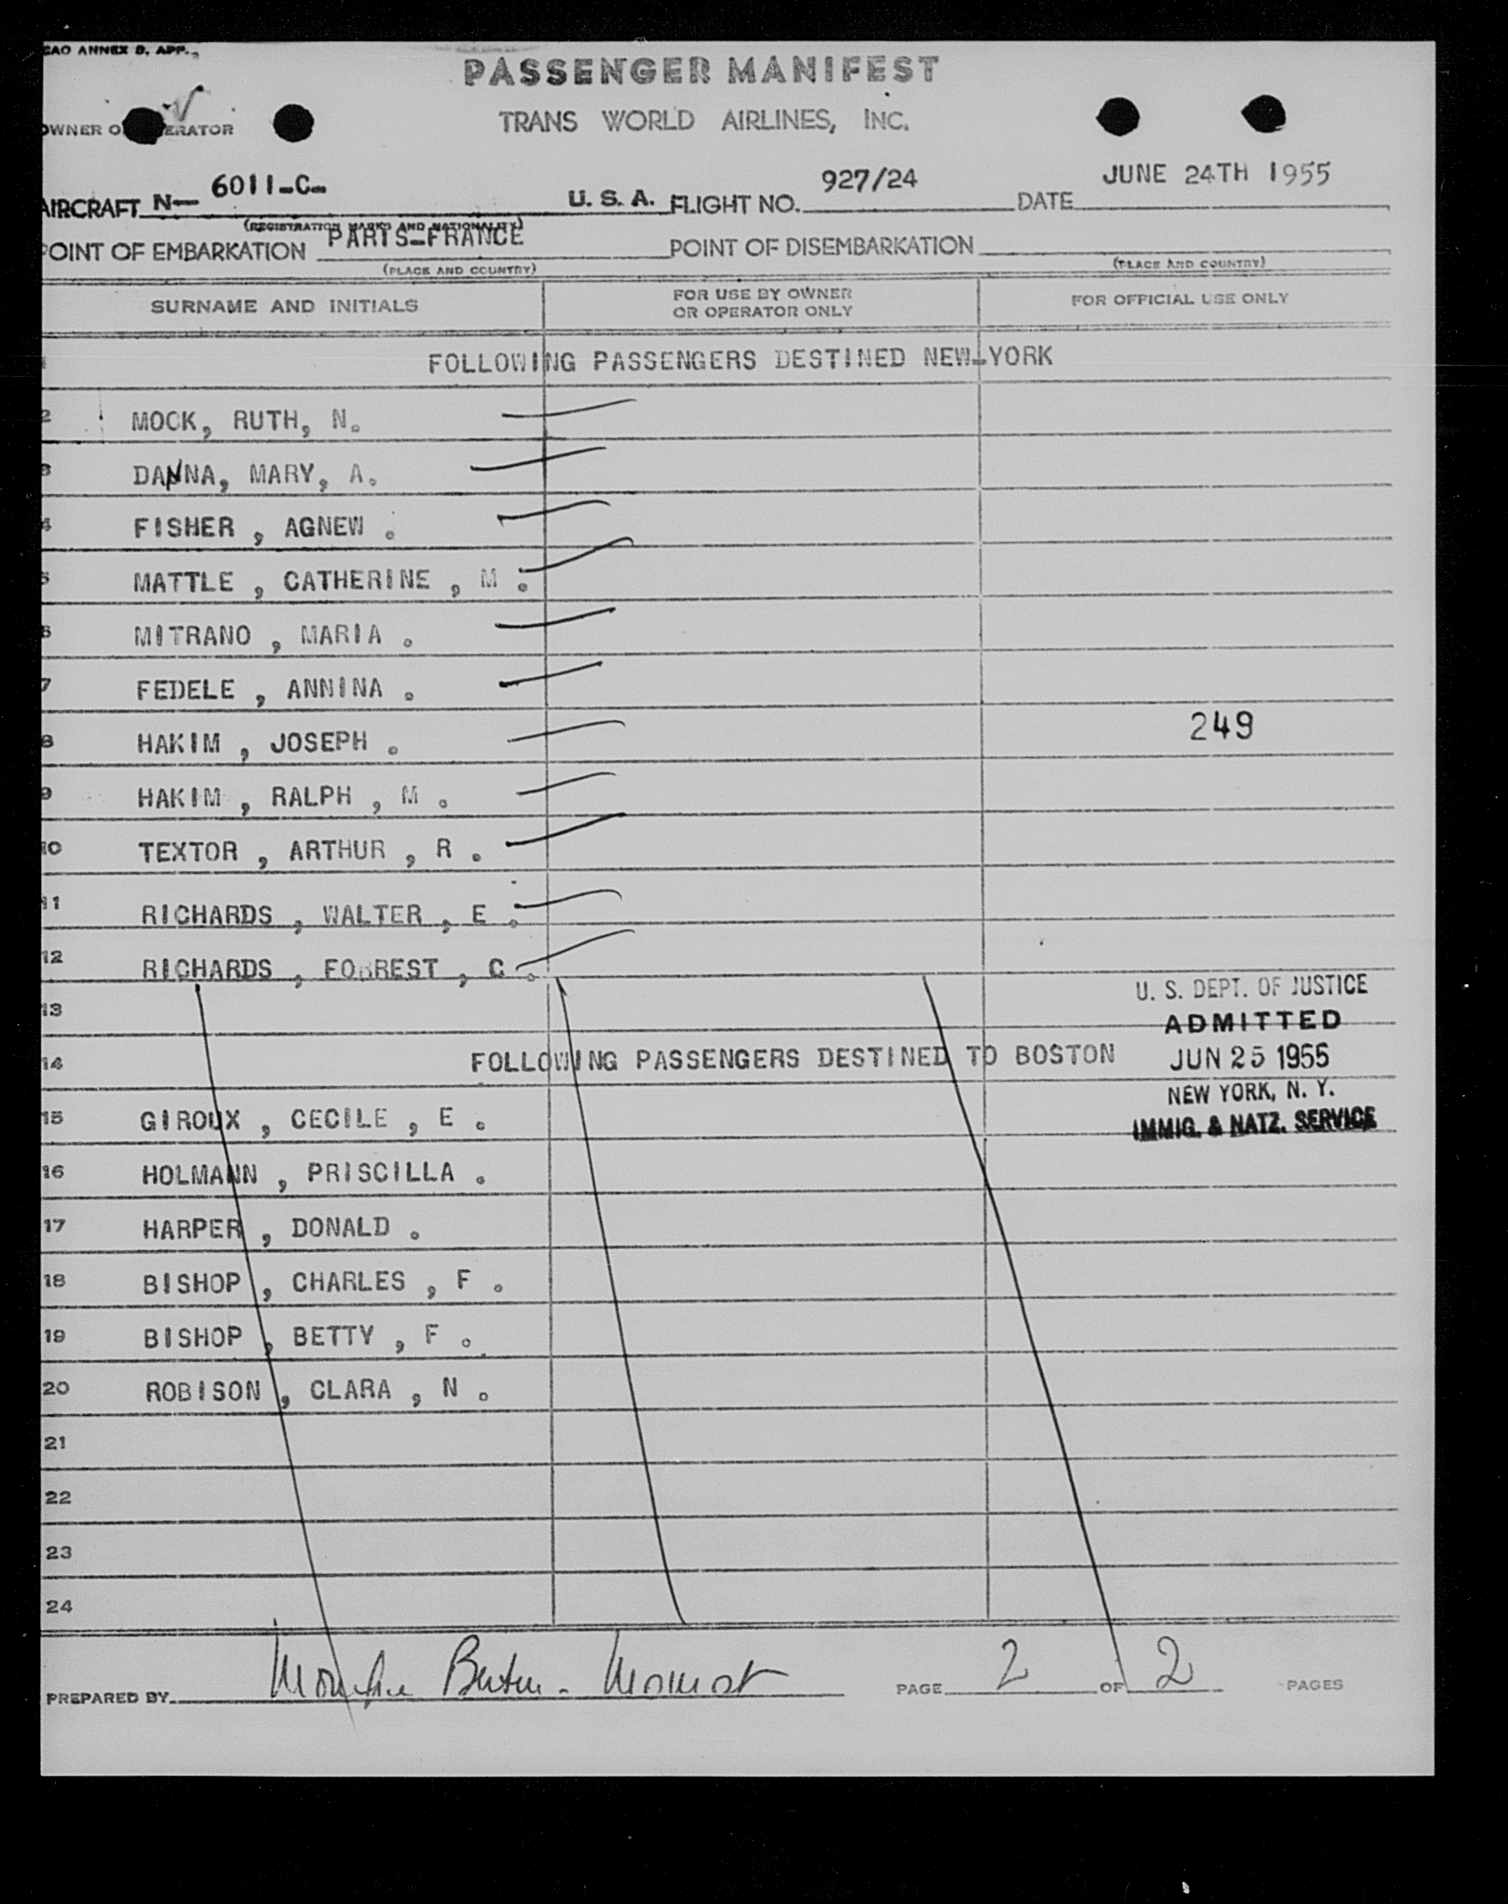 CAO ANNEX 9, APP.
PASSENGER MANIFEST
OWNER O ERATOR
TRANS WORLD AIRLINES, INC.
AIRCRAFT N- 6011-C- U. S. A. FLIGHT NO. 927/24 DATE JUNE 24TH 1955
(REGISTRATION MARKS AND NATIONALITY)
POINT OF EMBARKATION PARIS-FRANCE POINT OF DISEMBARKATION
(PLACE AND COUNTRY) (PLACE AND COUNTRY)
SURNAME AND INITIALS FOR USE BY OWNER OR OPERATOR ONLY FOR OFFICIAL USE ONLY
1 FOLLOWING PASSENGERS DESTINED NEW-YORK
2 MOCK, RUTH, N.
3 DANNA, MARY, A.
4 FISHER , AGNEW .
5 MATTLE , CATHERINE , M .
6 MITRANO , MARIA .
7 FEDELE , ANNINA .
249
8 HAKIM , JOSEPH .
9 HAKIM , RALPH , M .
10 TEXTOR , ARTHUR , R .
11 RICHARDS , WALTER , E .
12 RICHARDS , FORREST , C .
U. S. DEPT. OF JUSTICE
13
ADMITTED
14 FOLLOWING PASSENGERS DESTINED TO BOSTON
JUN 25 1955
NEW YORK, N. Y.
15 GIROUX , CECILE , E .
IMMIG. & NATZ. SERVICE
16 HOLMANN , PRISCILLA .
17 HARPER , DONALD .
18 BISHOP , CHARLES , F .
19 BISHOP , BETTY , F .
20 ROBISON , CLARA , N .
21
22
23
24
PREPARED BY PAGE 2 OF 2 PAGES